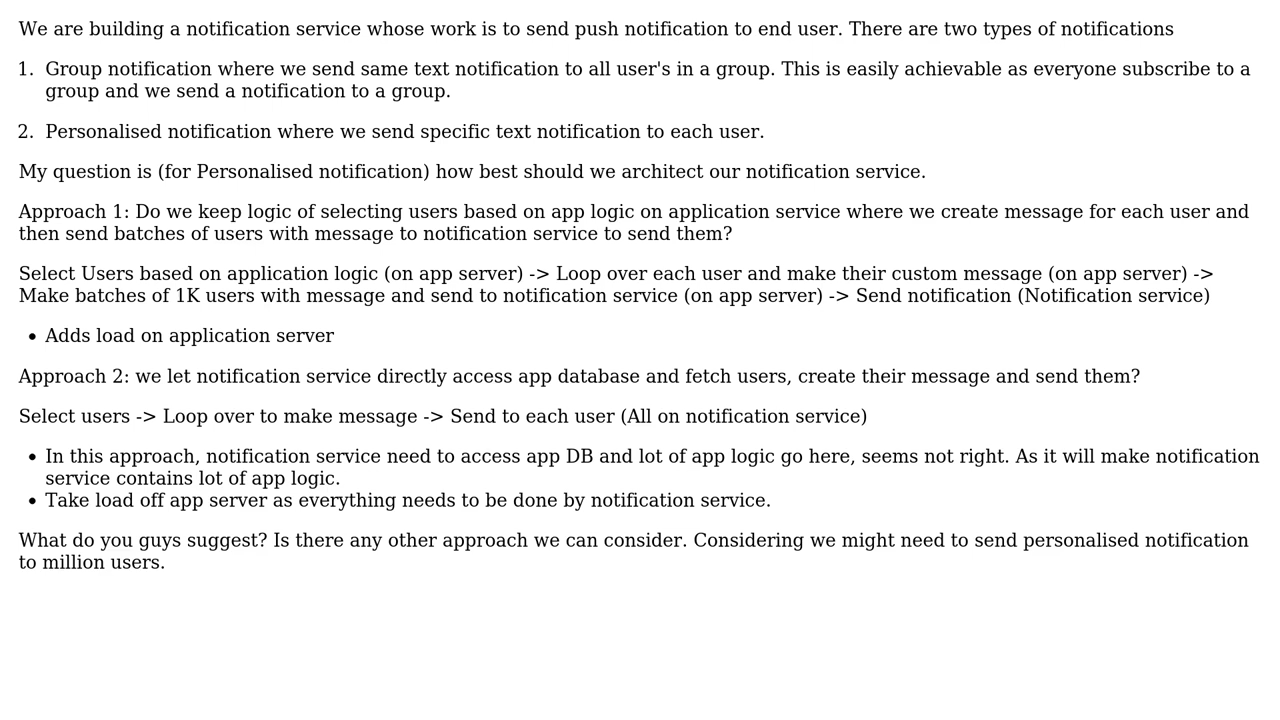 We are building a notification service whose work is to send push notification to end user. There are two types of notifications
1. Group notification where we send same text notification to all user's in a group. This is easily achievable as everyone subscribe to a
group and we send a notification to a group.
2. Personalised notification where we send specific text notification to each user.
My question is (for Personalised notification) how best should we architect our notification service.
Approach 1: Do we keep logic of selecting users based on app logic on application service where we create message for each user and
then send batches of users with message to notification service to send them?
Select Users based on application logic (on app server) -> Loop over each user and make their custom message (on app server) ->
Make batches of 1K users with message and send to notification service (on app server) -> Send notification (Notification service)
• Adds load on application server
Approach 2: we let notification service directly access app database and fetch users, create their message and send them?
Select users -> Loop over to make message -> Send to each user (All on notification service)
• In this approach, notification service need to access app DB and lot of app logic go here, seems not right. As it will make notification
service contains lot of app logic.
• Take load off app server as everything needs to be done by notification service.
What do you guys suggest? Is there any other approach we can consider. Considering we might need to send personalised notification
to million users.